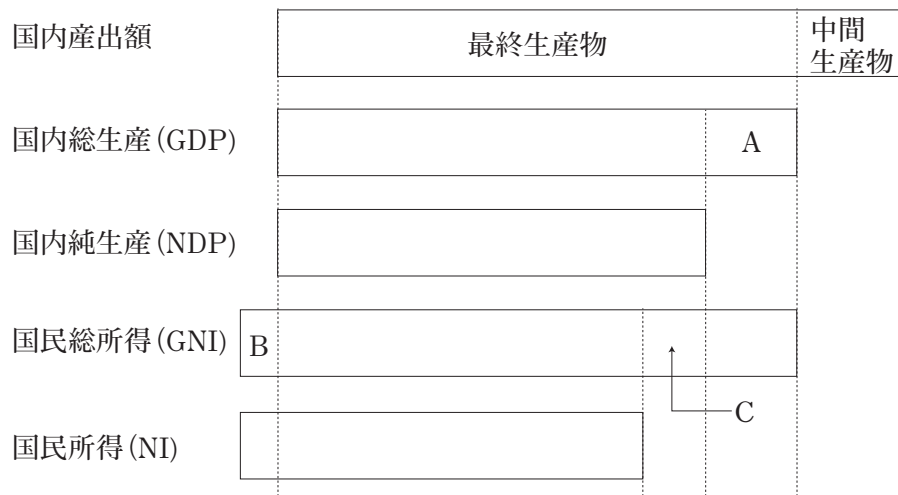 国内産出額
最終生産物
中間
生産物
国内総生産(GDP)
A
国内純生産(NDP)
国民総所得(GNI)
B
C
国民所得(NI)